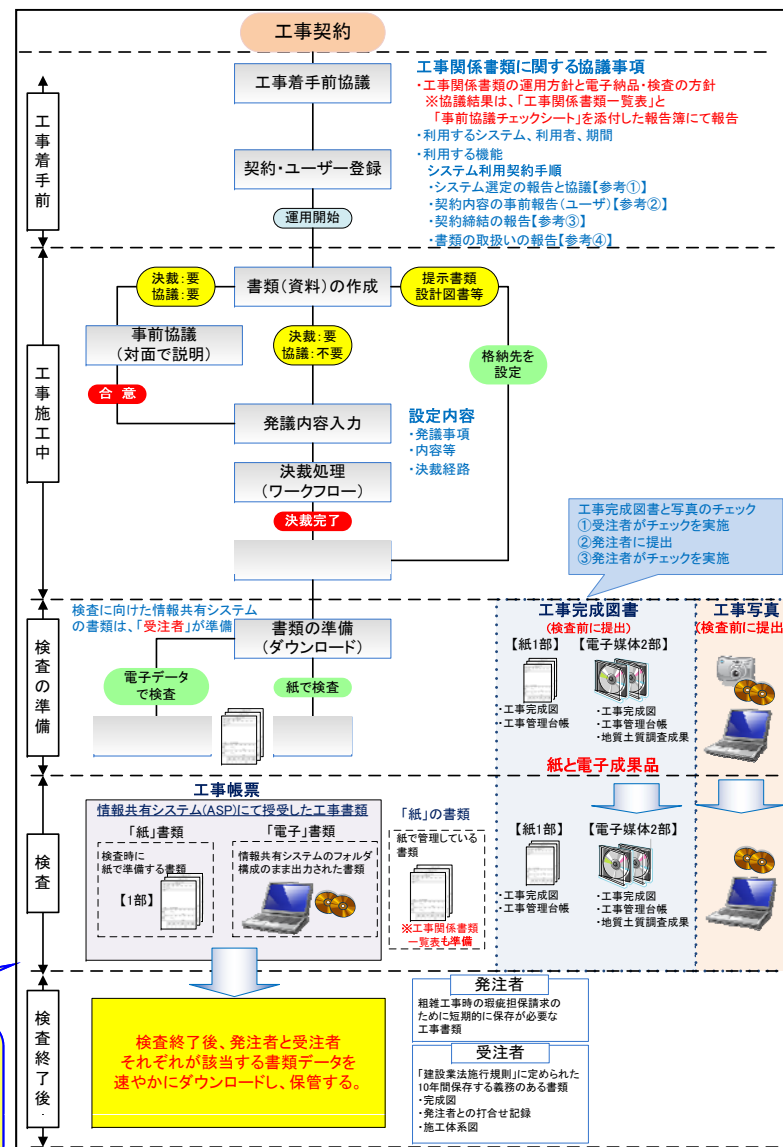 工事契約
工事着手前
工事着手前協議
契約・ユーザー登録
運用開始
工事関係書類に関する協議事項
・工事関係書類の運用方針と電子納品・検査の方針
※協議結果は、「工事関係書類一覧表」と
「事前協議チェックシート」を添付した報告簿にて報告
・利用するシステム、利用者、期間
・利用する機能
システム利用契約手順
・システム選定の報告と協議【参考①】
・契約内容の事前報告(ユーザ)【参考②】
・契約締結の報告【参考③】
・書類の取扱いの報告【参考④】
工事施工中
決裁:要
協議:要
書類(資料)の作成
提示書類
設計図書等
事前協議
(対面で説明)
決裁:要
協議:不要
格納先を
設定
合 意
発議内容入力
設定内容
・発議事項
・内容等
・決裁経路
決裁処理
(ワークフロー)
決裁完了
工事完成図書と写真のチェック
①受注者がチェックを実施
②発注者に提出
③発注者がチェックを実施
検査の準備
検査に向けた情報共有システム
の書類は、「受注者」が準備
書類の準備
(ダウンロード)
電子データ
で検査
紙で検査
工事完成図書
(検査前に提出)
【紙1部】
【電子媒体2部】
・工事完成図
・工事管理台帳
・工事完成図
・工事管理台帳
・地質土質調査成果
工事写真
(検査前に提出)
紙と電子成果品
検査
工事帳票
情報共有システム(ASP)にて授受した工事書類
「紙」書類
検査時に
紙で準備する書類
【1部】
「電子」書類
情報共有システムのフォルダ
構成のまま出力された書類
「紙」の書類
紙で管理している
書類
※工事関係書類
一覧表も準備
【紙1部】
【電子媒体2部】
・工事完成図
・工事管理台帳
・工事完成図
・工事管理台帳
・地質土質調査成果
検査終了後
検査終了後、発注者と受注者
それぞれが該当する書類データを
速やかにダウンロードし、保管する。
発注者
粗雑工事時の瑕疵担保請求の
ために短期的に保存が必要な
工事書類
受注者
「建設業法施行規則」に定められた
10年間保存する義務のある書類
・完成図
・発注者との打合せ記録
・施工体系図